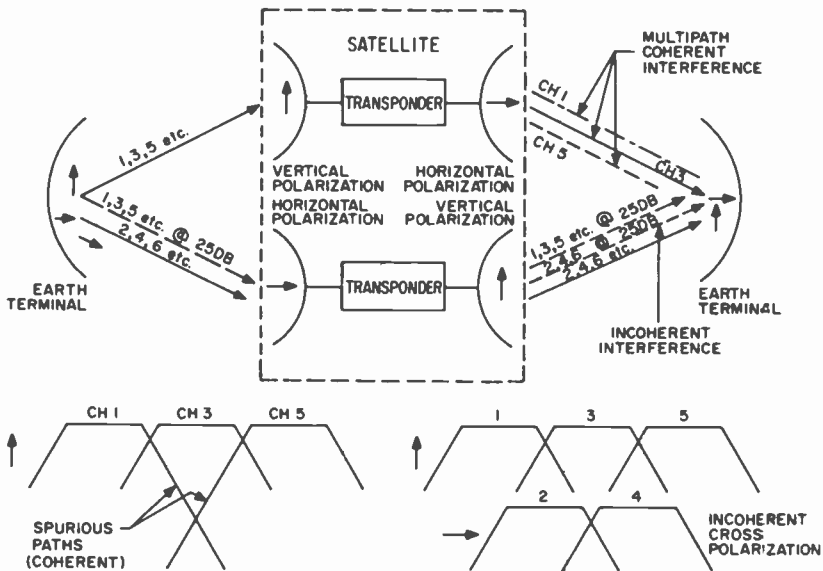 SATELLITE
MULTIPATH
COHERENT
INTERFERENCE
TRANSPONDER
CH 1
CH 3
CH 5
1,3,5 etc.
VERTICAL
POLARIZATION
HORIZONTAL
POLARIZATION
HORIZONTAL
POLARIZATION
VERTICAL
POLARIZATION
1,3,5 etc. @ 25DB
2,4,6 etc.
1,3,5 etc. @ 25DB
2,4,6 @ 25DB
2,4,6 etc.
TRANSPONDER
EARTH
TERMINAL
EARTH
TERMINAL
INCOHERENT
INTERFERENCE
CH 1 CH 3 CH 5
SPURIOUS
PATHS
(COHERENT)
1 3 5
2 4
INCOHERENT
CROSS
POLARIZATION